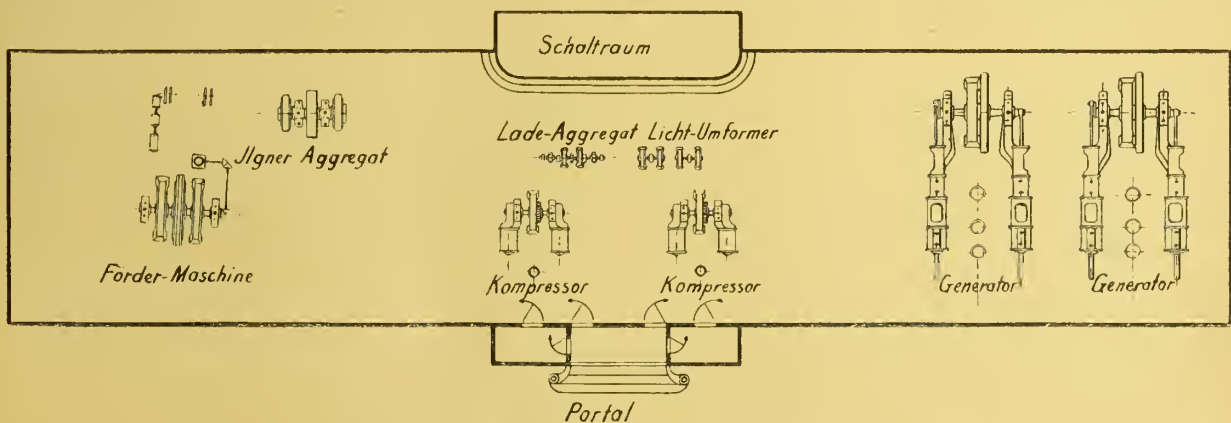 Schaltraum
Lade-Aggregat Licht-Umformer
Jlgner Aggregat
Förder-Maschine
Kompressor
Kompressor
Generator
Generator
Portal